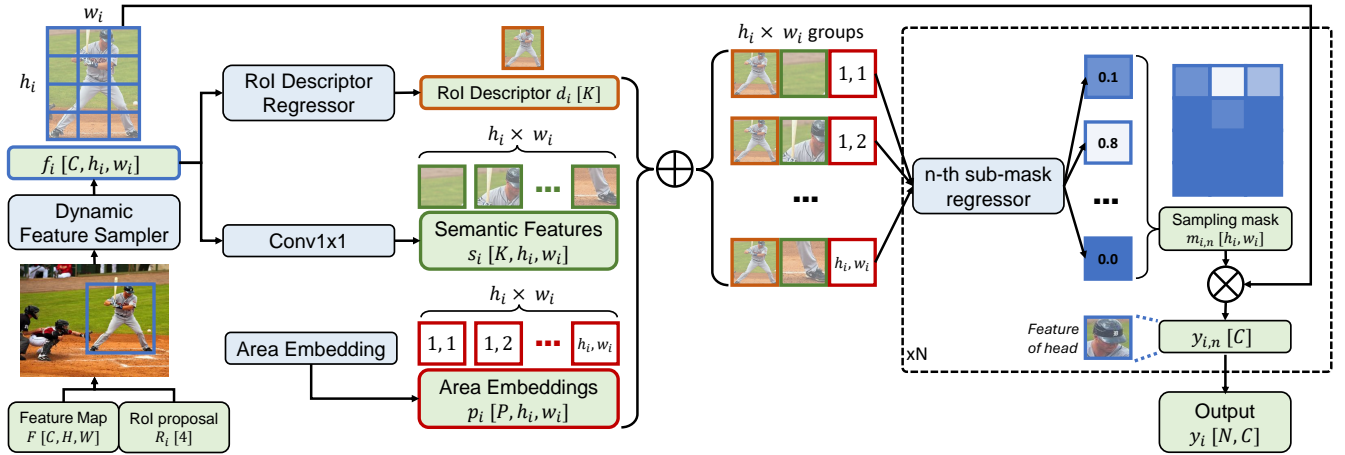 w_i
h_i
f_i [C, h_i, w_i]
Dynamic
Feature Sampler
Feature Map
F [C, H, W]
RoI proposal
R_i [4]
RoI Descriptor
Regressor
Conv1x1
Area Embedding
RoI Descriptor d_i [K]
h_i × w_i
Semantic Features
s_i [K, h_i, w_i]
h_i × w_i
1, 1
1, 2
h_i, w_i
Area Embeddings
p_i [P, h_i, w_i]
h_i × w_i groups
1, 1
1, 2
h_i, w_i
n-th sub-mask
regressor
0.1
0.8
0.0
Sampling mask
m_{i,n} [h_i, w_i]
Feature
of head
y_{i,n} [C]
xN
Output
y_i [N, C]